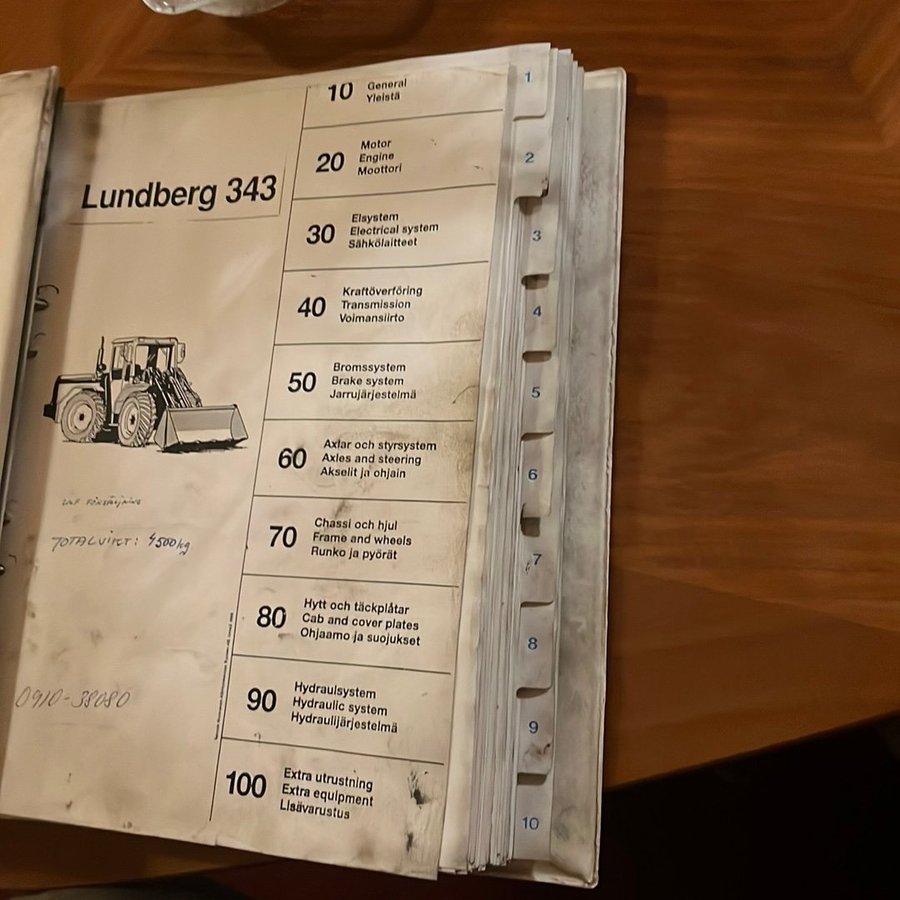 Lundberg 343
TOTALVIKT: 4500kg
0910-38080
10 General
Yleistä
20 Motor
Engine
Moottori
30 Elsystem
Electrical system
Sähkölaitteet
40 Kraftöverföring
Transmission
Voimansiirto
50 Bromssystem
Brake system
Jarrujärjestelmä
60 Axlar och styrsystem
Axles and steering
Akselit ja ohjain
70 Chassi och hjul
Frame and wheels
Runko ja pyörät
80 Hytt och täckplåtar
Cab and cover plates
Ohjaamo ja suojukset
90 Hydraulsystem
Hydraulic system
Hydraulijärjestelmä
100 Extra utrustning
Extra equipment
Lisävarustus
1
2
3
4
5
6
7
8
9
10